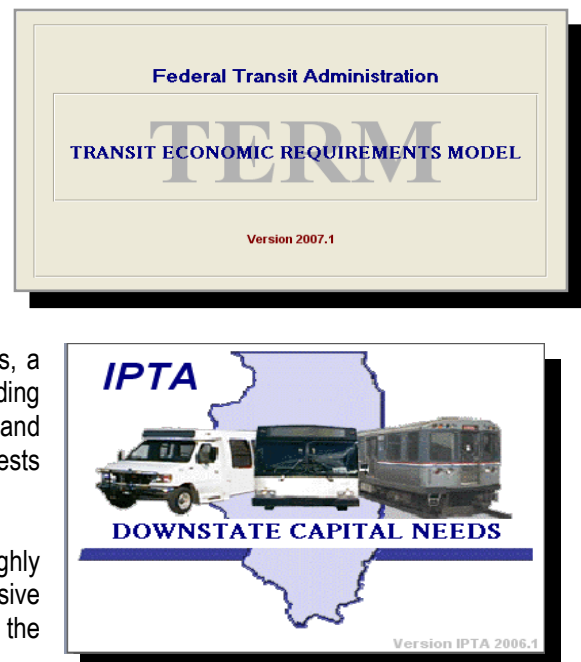 Federal Transit Administration
TERM
TRANSIT ECONOMIC REQUIREMENTS MODEL
Version 2007.1
s, a
ding
and
ests
ghly
sive
the
IPTA
DOWNSTATE CAPITAL NEEDS
Version IPTA 2006.1